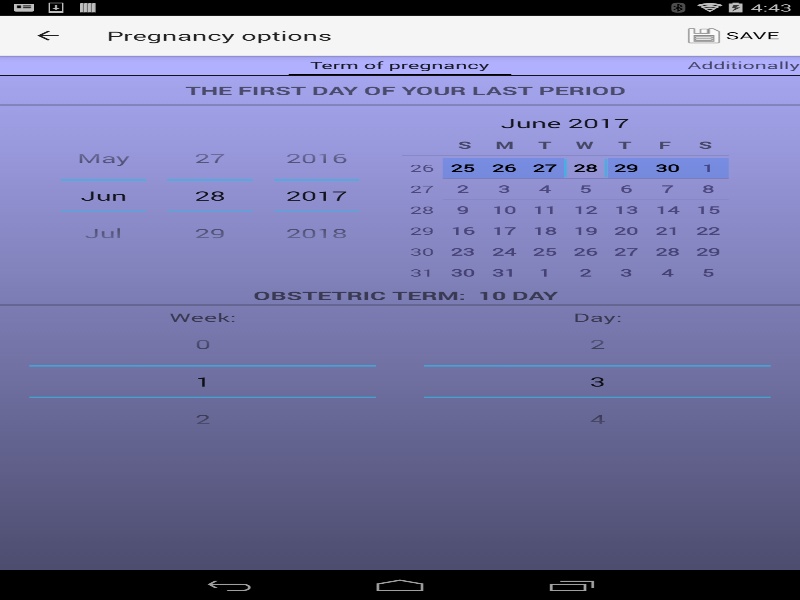 4:43
Pregnancy options
SAVE
Term of pregnancy
Additionally
THE FIRST DAY OF YOUR LAST PERIOD
May 27 2016
Jun 28 2017
Jul 29 2018
June 2017
S M T W T F S
26 25 26 27 28 29 30 1
27 2 3 4 5 6 7 8
28 9 10 11 12 13 14 15
29 16 17 18 19 20 21 22
30 23 24 25 26 27 28 29
31 30 31 1 2 3 4 5
OBSTETRIC TERM: 10 DAY
Week:
0
1
2
Day:
2
3
4